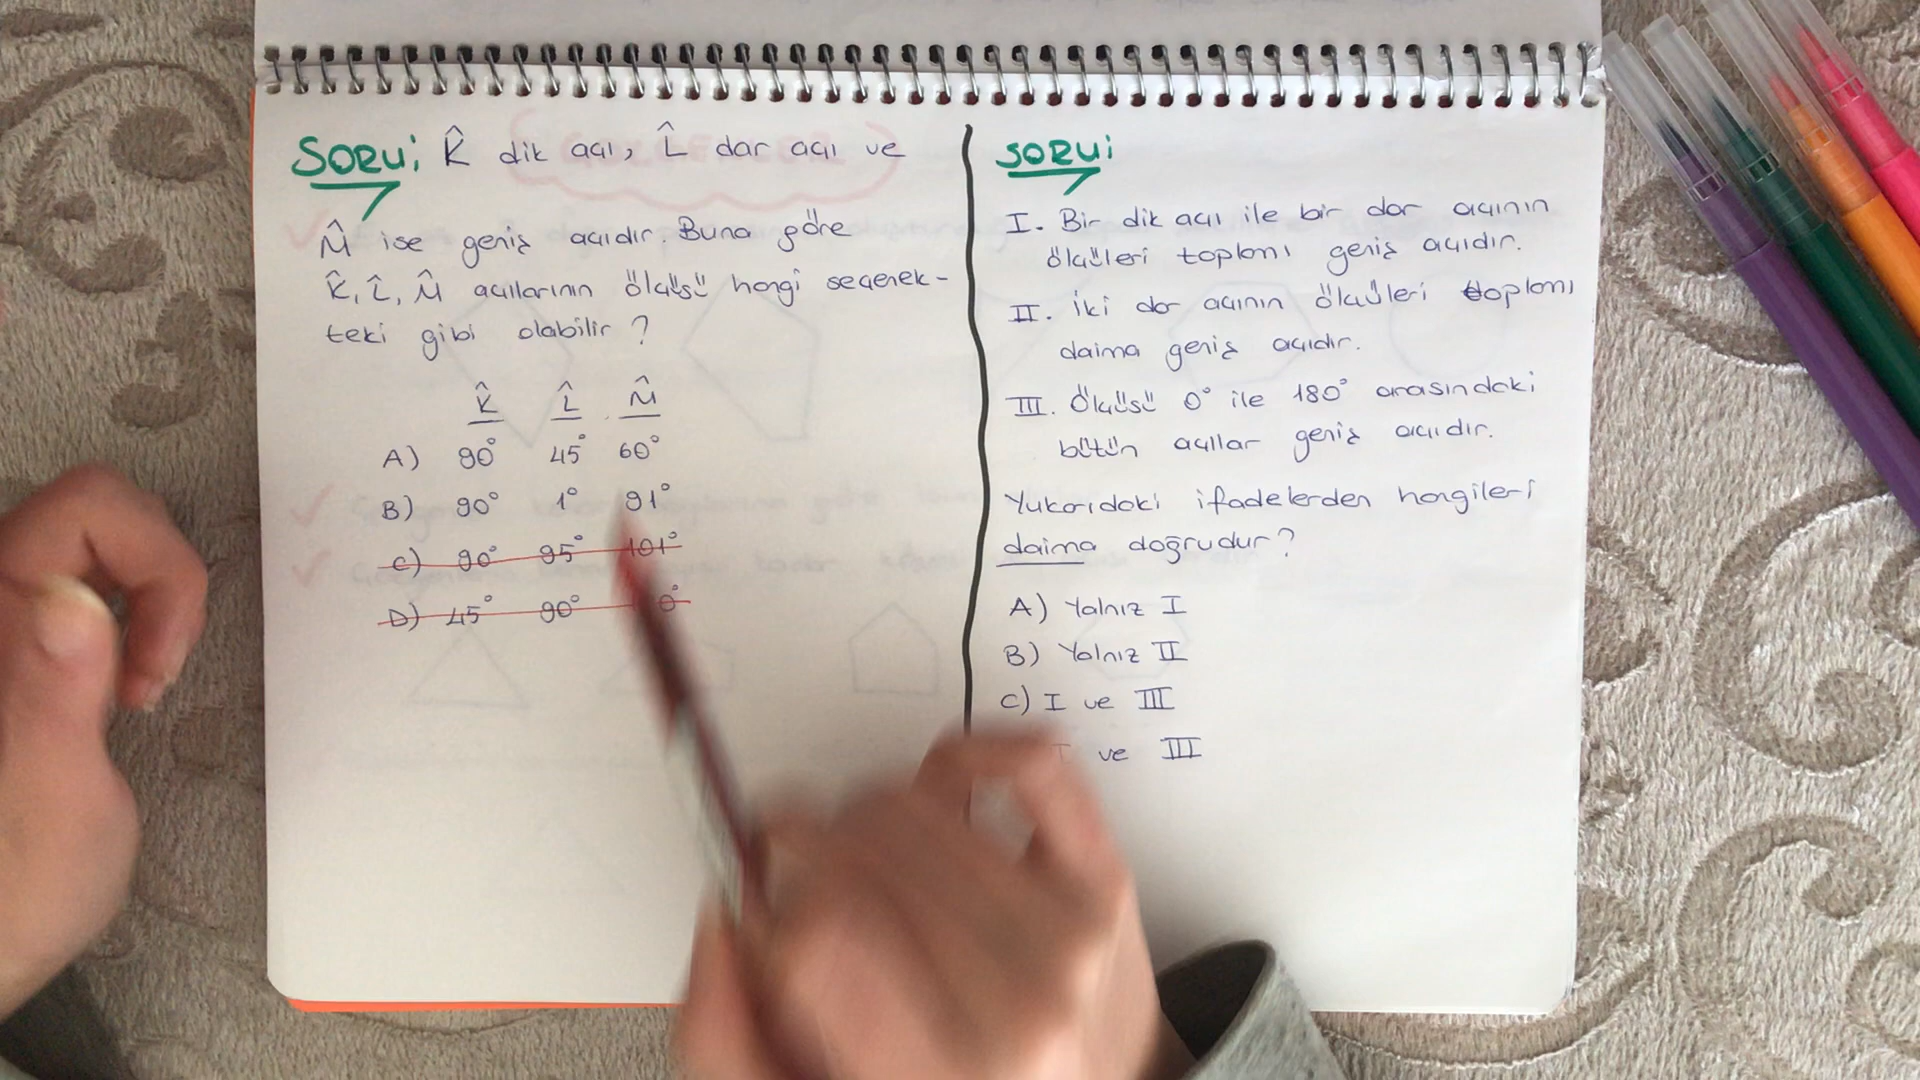 SORU: K̂ dik açı, L̂ dar açı ve
M̂ ise geniş açıdır. Buna göre
K̂, L̂, M̂ açıllarının ölçüsü hangi seçenek-
teki gibi olabilir?
K̂ L̂ M̂
A) 90° 45° 60°
B) 90° 1° 91°
C) 90° 95° 101°
D) 45° 90°
SORU:
I. Bir dik açı ile bir dar açının
ölçüleri toplamı geniş açıdır.
II. İki dar açının ölçüleri toplamı
daima geniş açıdır.
III. Ölçüsü 0° ile 180° arasındaki
bütün açıllar geniş açıdır.
Yukarıdaki ifadelerden hangileri
daima doğrudur?
A) Yalnız I
B) Yalnız II
C) I ve III
ve III